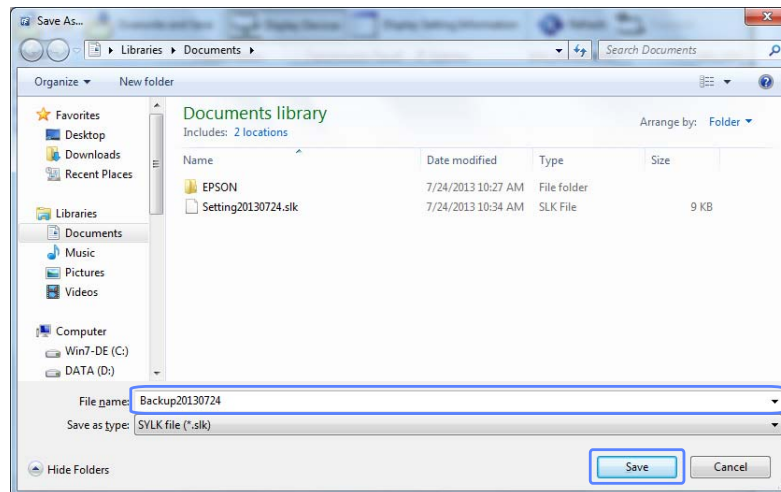 Save As...
Libraries ▸ Documents ▸
Search Documents
Organize ▾ New folder
Favorites
Desktop
Downloads
Recent Places
Libraries
Documents
Music
Pictures
Videos
Computer
Win7-DE (C:)
DATA (D:)
Documents library
Includes: 2 locations
Arrange by: Folder ▾
Name Date modified Type Size
EPSON 7/24/2013 10:27 AM File folder
Setting20130724.slk 7/24/2013 10:34 AM SLK File 9 KB
File name: Backup20130724
Save as type: SYLK file (*.slk)
Hide Folders Save Cancel